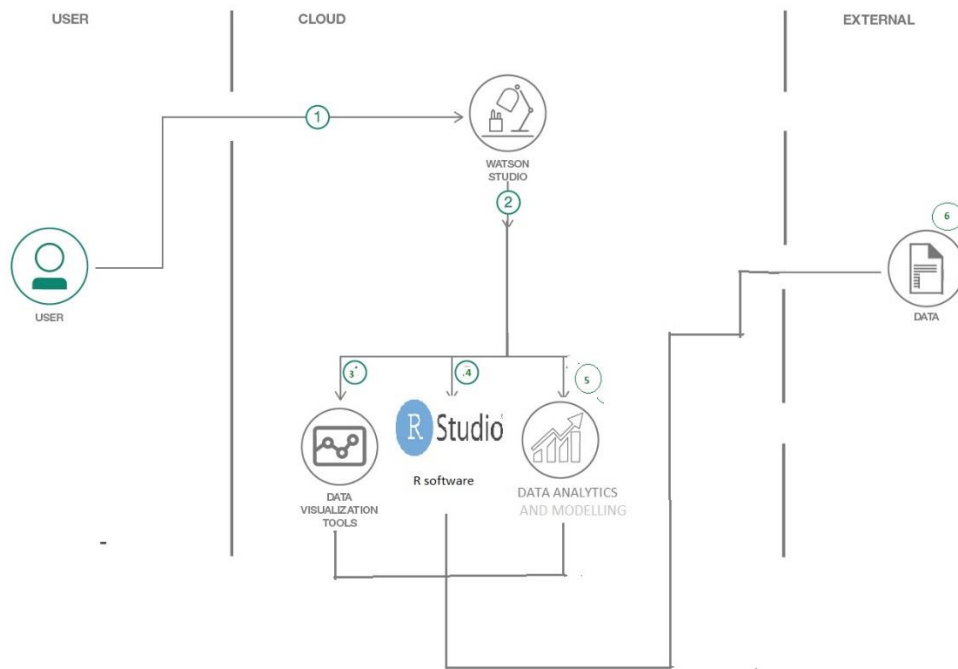 USER
CLOUD
EXTERNAL
1
WATSON
STUDIO
2
6
USER
DATA
3
.4
5
R Studio
R software
DATA
VISUALIZATION
TOOLS
DATA ANALYTICS
AND MODELLING